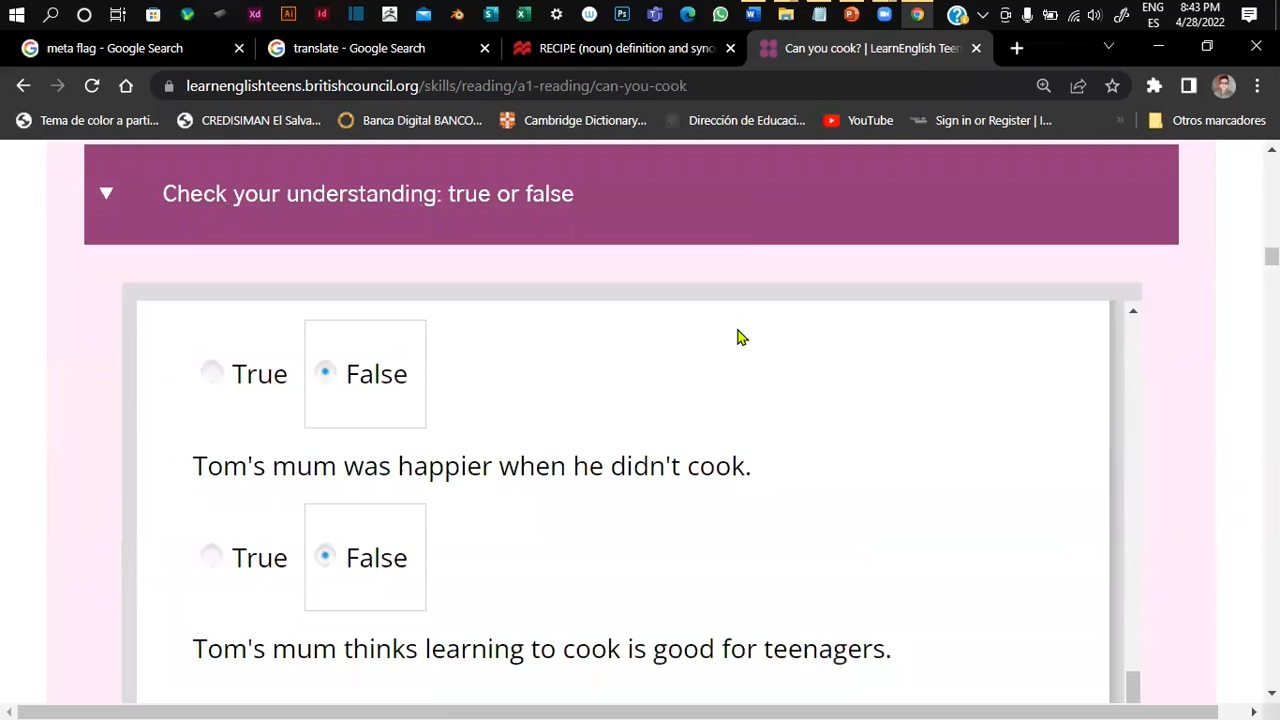 8:43 PM
ENG
ES
4/28/2022
meta flag - Google Search
translate - Google Search
RECIPE (noun) definition and syno
Can you cook? | LearnEnglish Teen
learnenglishteens.britishcouncil.org/skills/reading/a1-reading/can-you-cook
Tema de color a parti...
CREDISIMAN El Salva...
Banca Digital BANCO...
Cambridge Dictionary...
Dirección de Educaci...
YouTube
Sign in or Register | I...
Otros marcadores
Check your understanding: true or false
True
False
Tom's mum was happier when he didn't cook.
True
False
Tom's mum thinks learning to cook is good for teenagers.